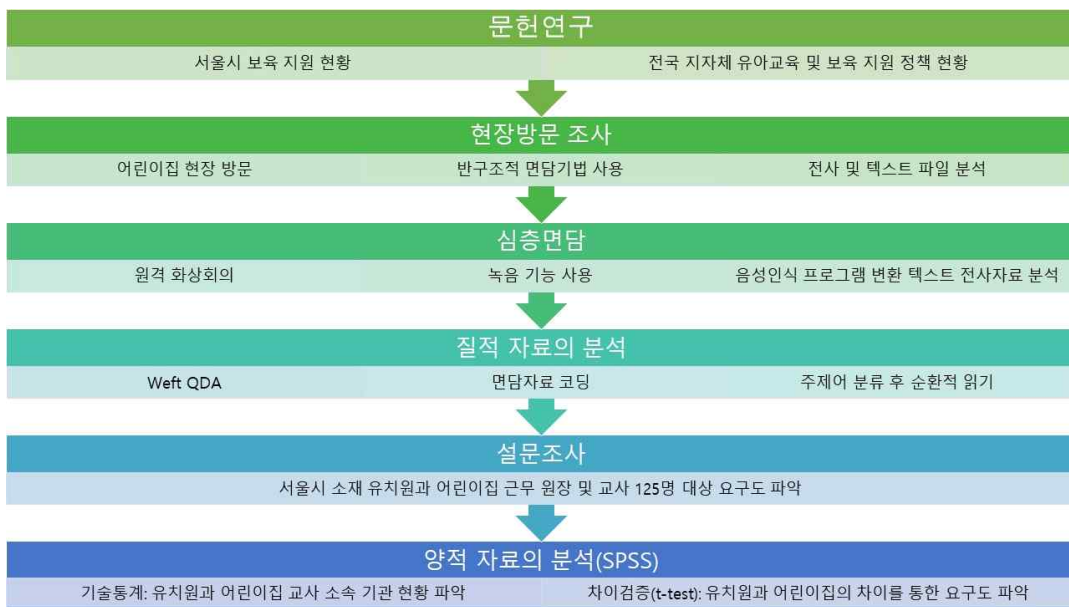 문헌연구
서울시 보육 지원 현황
전국 지자체 유아교육 및 보육 지원 정책 현황
현장방문 조사
어린이집 현장 방문
반구조적 면담기법 사용
전사 및 텍스트 파일 분석
심층면담
원격 화상회의
녹음 기능 사용
음성인식 프로그램 변환 텍스트 전사자료 분석
질적 자료의 분석
Weft QDA
면담자료 코딩
주제어 분류 후 순환적 읽기
설문조사
서울시 소재 유치원과 어린이집 근무 원장 및 교사 125명 대상 요구도 파악
양적 자료의 분석(SPSS)
기술통계: 유치원과 어린이집 교사 소속 기관 현황 파악
차이검증(t-test): 유치원과 어린이집의 차이를 통한 요구도 파악